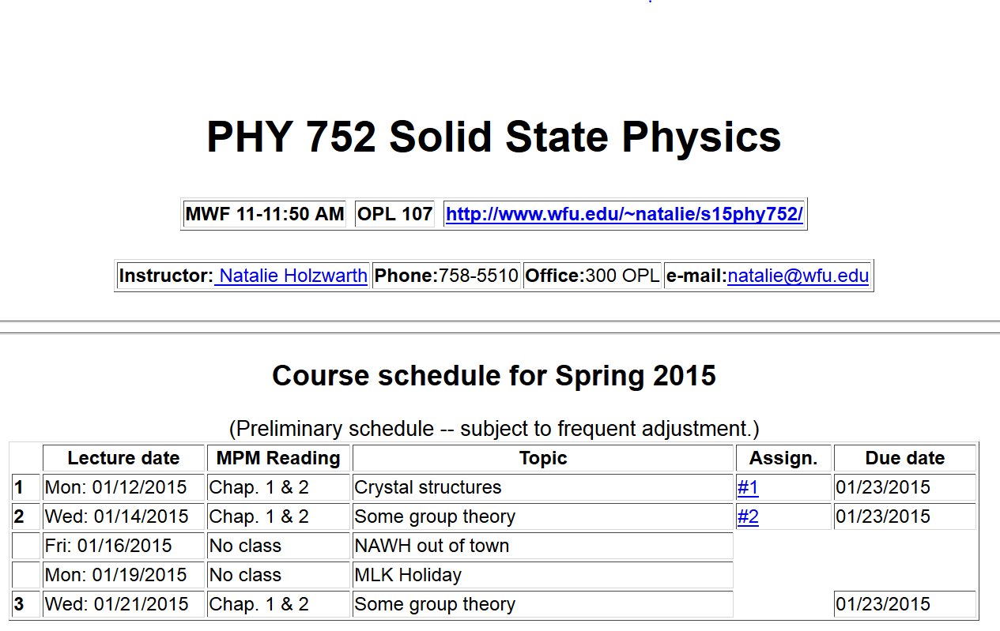 PHY 752 Solid State Physics
MWF 11-11:50 AM OPL 107 http://www.wfu.edu/~natalie/s15phy752/
Instructor: Natalie Holzwarth Phone:758-5510 Office:300 OPL e-mail:natalie@wfu.edu
Course schedule for Spring 2015
(Preliminary schedule -- subject to frequent adjustment.)
Lecture date MPM Reading Topic Assign. Due date
1 Mon: 01/12/2015 Chap. 1 & 2 Crystal structures #1 01/23/2015
2 Wed: 01/14/2015 Chap. 1 & 2 Some group theory #2 01/23/2015
Fri: 01/16/2015 No class NAWH out of town
Mon: 01/19/2015 No class MLK Holiday
3 Wed: 01/21/2015 Chap. 1 & 2 Some group theory 01/23/2015